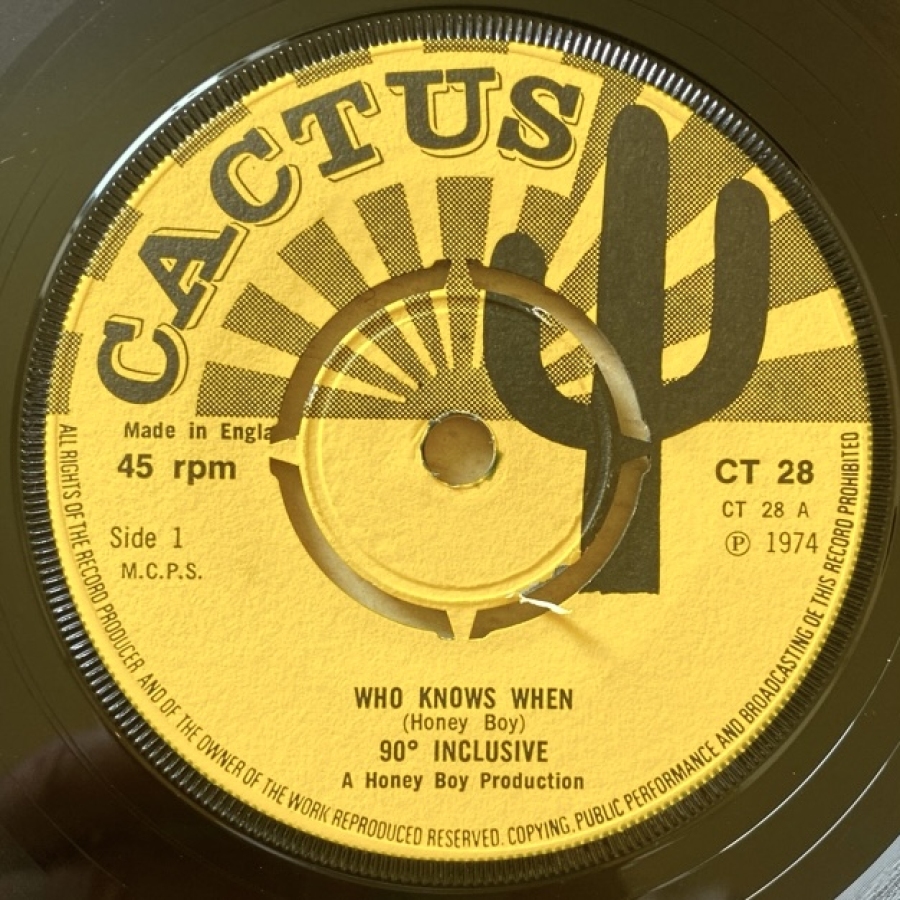 CACTUS
Made in Engla
45 rpm
Side 1
M.C.P.S.
CT 28
CT 28 A
℗ 1974
WHO KNOWS WHEN
(Honey Boy)
90° INCLUSIVE
A Honey Boy Production
ALL RIGHTS OF THE RECORD PRODUCER AND OF THE OWNER OF THE WORK REPRODUCED RESERVED. COPYING, PUBLIC PERFORMANCE AND BROADCASTING OE THIS RECORD PROHIBITED